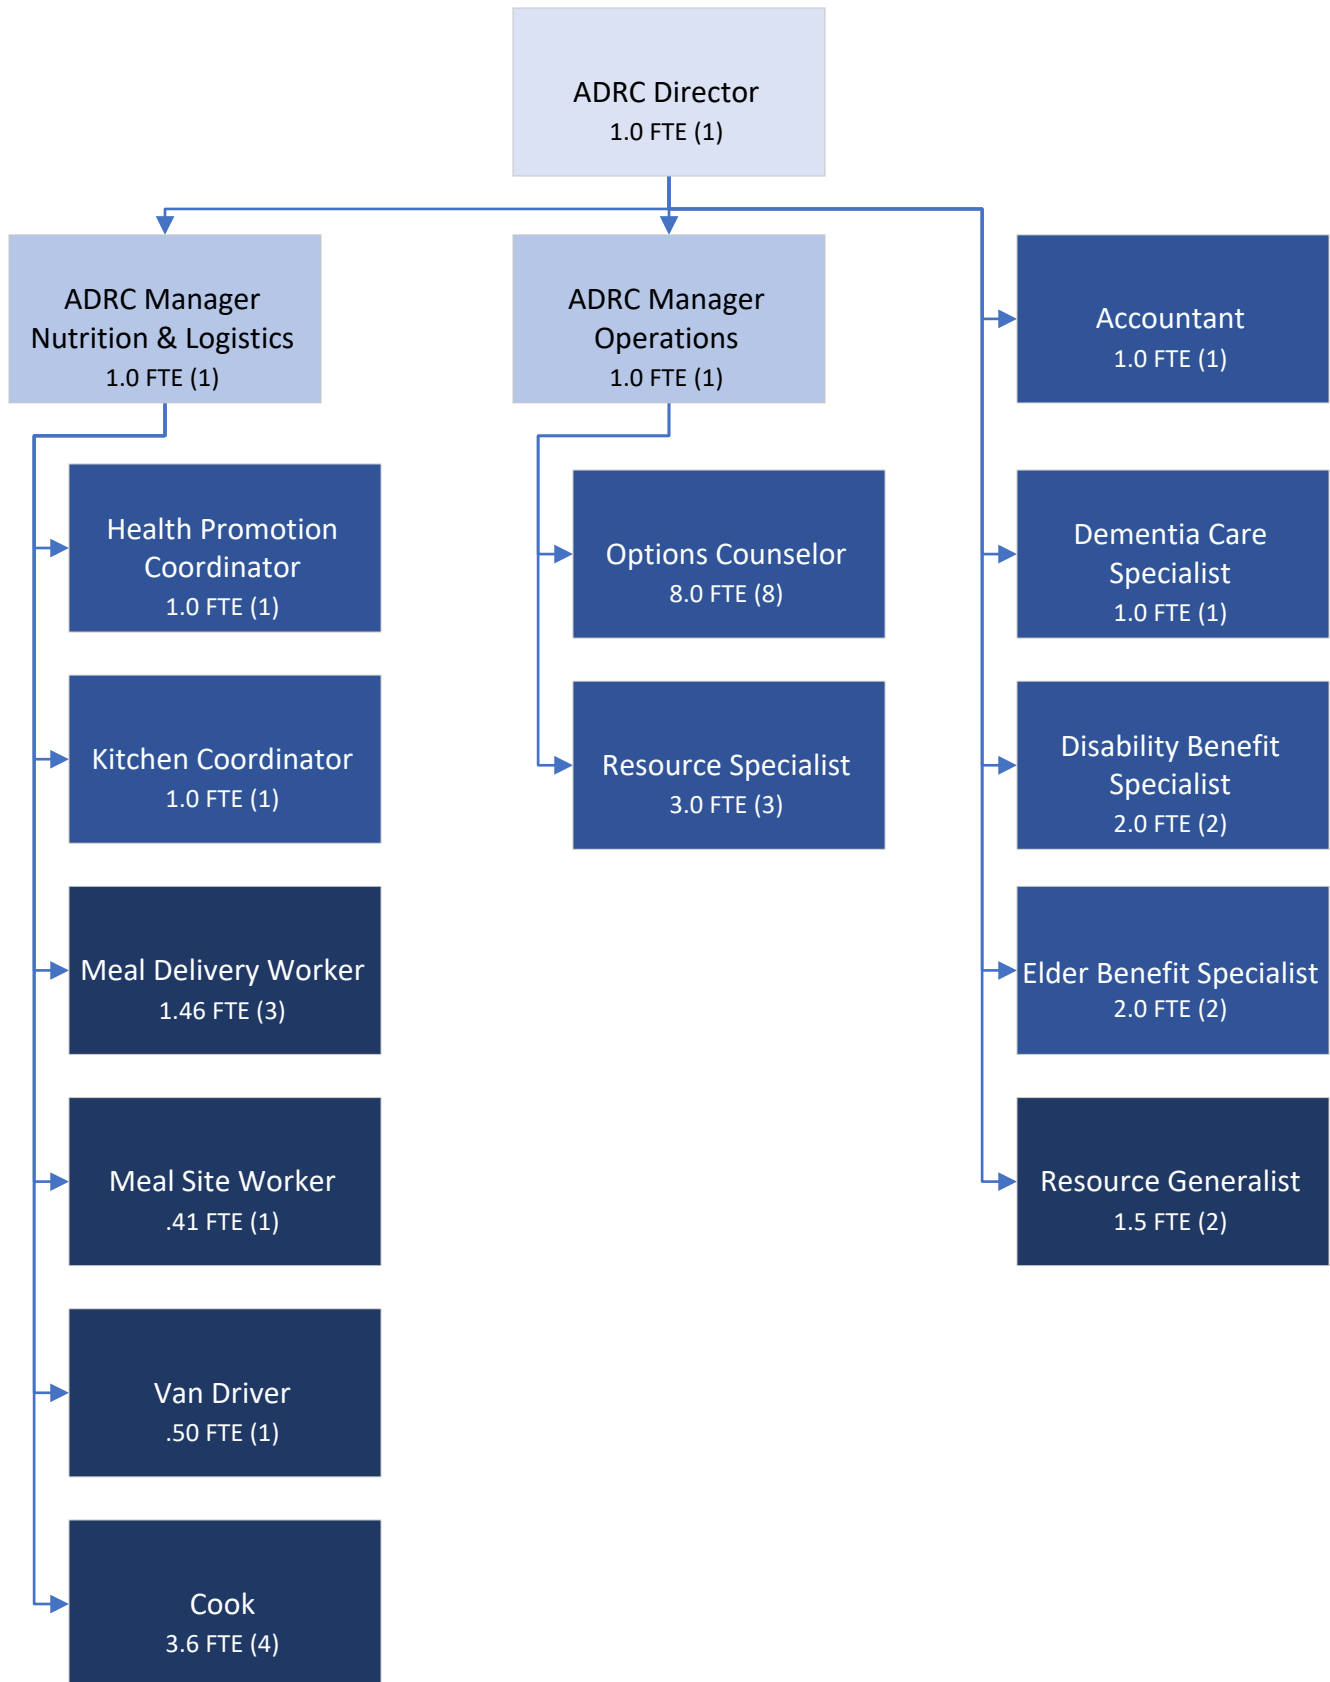 ADRC Director
1.0 FTE (1)
ADRC Manager
Nutrition & Logistics
1.0 FTE (1)
ADRC Manager
Operations
1.0 FTE (1)
Accountant
1.0 FTE (1)
Health Promotion
Coordinator
1.0 FTE (1)
Options Counselor
8.0 FTE (8)
Dementia Care
Specialist
1.0 FTE (1)
Kitchen Coordinator
1.0 FTE (1)
Resource Specialist
3.0 FTE (3)
Disability Benefit
Specialist
2.0 FTE (2)
Meal Delivery Worker
1.46 FTE (3)
Elder Benefit Specialist
2.0 FTE (2)
Meal Site Worker
.41 FTE (1)
Resource Generalist
1.5 FTE (2)
Van Driver
.50 FTE (1)
Cook
3.6 FTE (4)